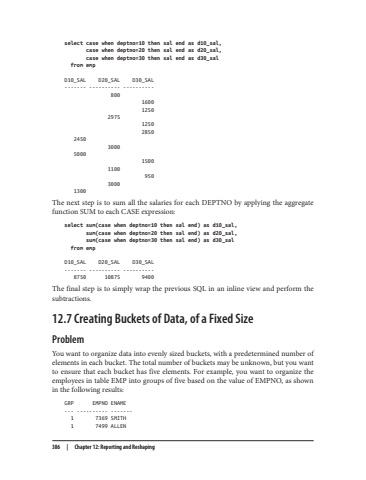 select case when deptno=10 then sal end as d10_sal,
       case when deptno=20 then sal end as d20_sal,
       case when deptno=30 then sal end as d30_sal
  from emp
D10_SAL    D20_SAL    D30_SAL
------- ---------- ----------
               800
                         1600
                         1250
              2975
                         1250
                         2850
   2450
              3000
   5000
                         1500
              1100
                          950
              3000
   1300
The next step is to sum all the salaries for each DEPTNO by applying the aggregate
function SUM to each CASE expression:
select sum(case when deptno=10 then sal end) as d10_sal,
       sum(case when deptno=20 then sal end) as d20_sal,
       sum(case when deptno=30 then sal end) as d30_sal
  from emp
D10_SAL    D20_SAL    D30_SAL
------- ---------- ----------
   8750      10875       9400
The final step is to simply wrap the previous SQL in an inline view and perform the
subtractions.
12.7 Creating Buckets of Data, of a Fixed Size
Problem
You want to organize data into evenly sized buckets, with a predetermined number of
elements in each bucket. The total number of buckets may be unknown, but you want
to ensure that each bucket has five elements. For example, you want to organize the
employees in table EMP into groups of five based on the value of EMPNO, as shown
in the following results:
GRP      EMPNO ENAME
--- ---------- -------
  1       7369 SMITH
  1       7499 ALLEN
386 | Chapter 12: Reporting and Reshaping